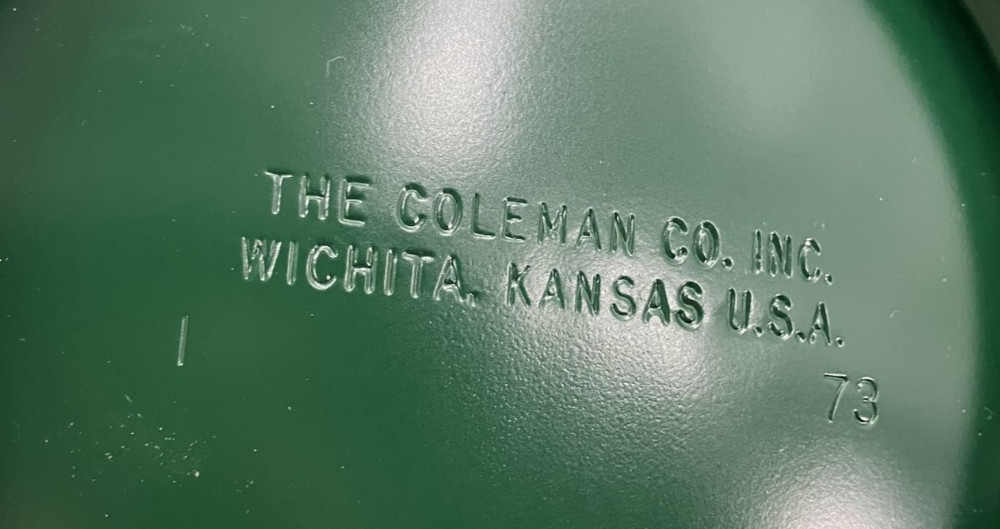 THE COLEMAN CO. INC.
WICHITA, KANSAS U.S.A.
1 73